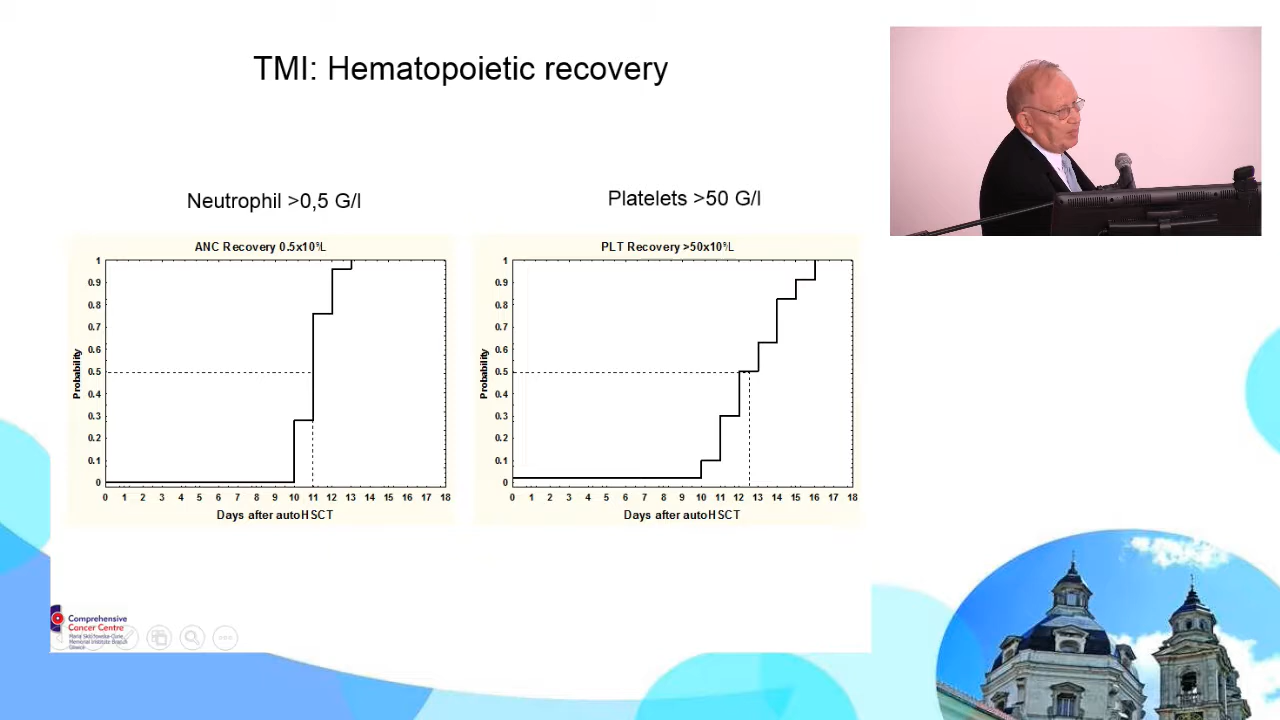 TMI: Hematopoietic recovery
Neutrophil >0,5 G/l
Platelets >50 G/l
ANC Recovery 0.5x10⁹L
1
0.9
0.8
0.7
0.6
0.5
0.4
0.3
0.2
0.1
0
Probability
0 1 2 3 4 5 6 7 8 9 10 11 12 13 14 15 16 17 18
Days after autoHSCT
PLT Recovery >50x10⁹L
1
0.9
0.8
0.7
0.6
0.5
0.4
0.3
0.2
0.1
0
Probability
0 1 2 3 4 5 6 7 8 9 10 11 12 13 14 15 16 17 18
Days after autoHSCT
Comprehensive
Cancer Centre
Maria Skłodowska-Curie
Memorial Institute Branch
Gliwice